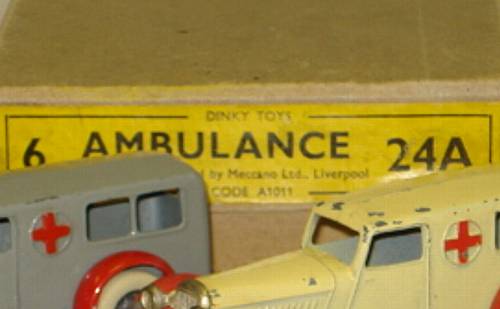 DINKY TOYS
6 AMBULANCE 24A
by Meccano Ltd., Liverpool
CODE A1011